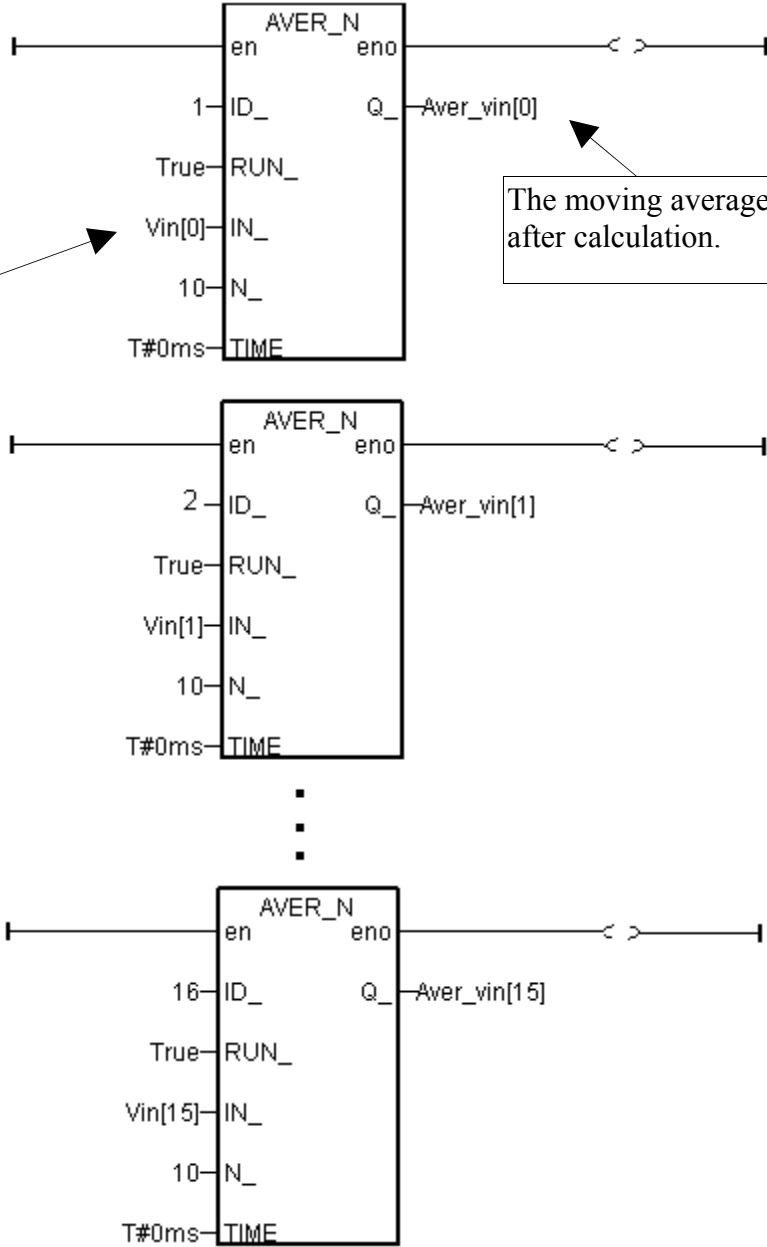 AVER_N
en eno
1 ID_ Q_ Aver_vin[0]
True RUN_
The moving average
Vin[0] IN_
after calculation.
10 N_
T#0ms TIME
AVER_N
en eno
2 ID_ Q_ Aver_vin[1]
True RUN_
Vin[1] IN_
10 N_
T#0ms TIME
AVER_N
en eno
16 ID_ Q_ Aver_vin[15]
True RUN_
Vin[15] IN_
10 N_
T#0ms TIME